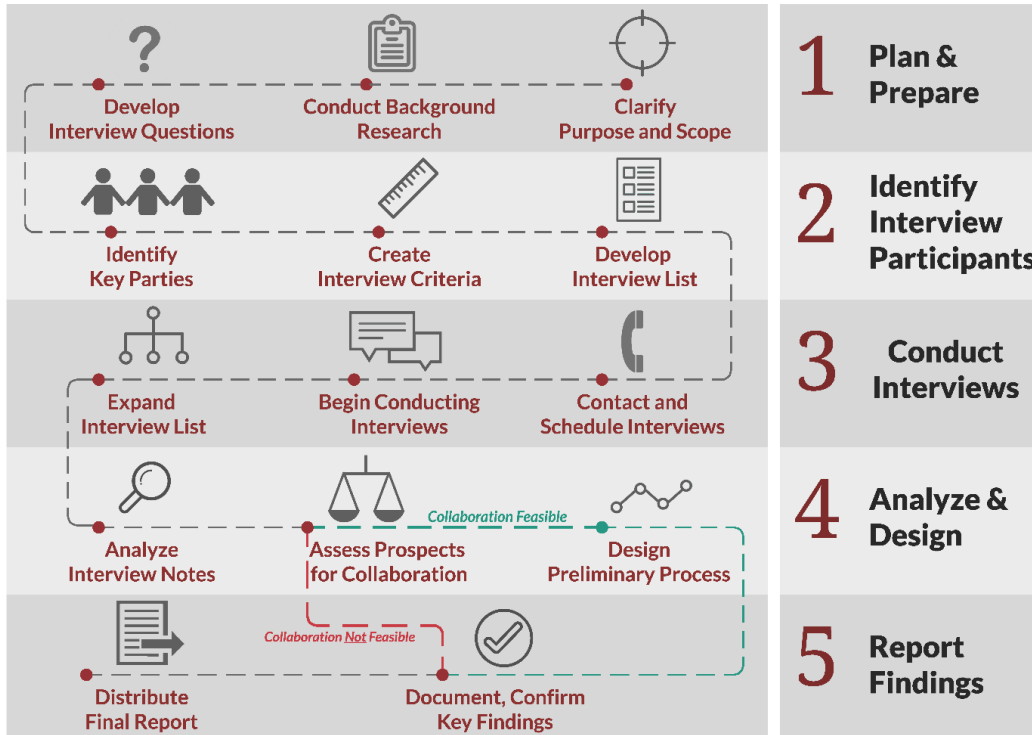 Develop
Interview Questions
Conduct Background
Research
Clarify
Purpose and Scope
1
Plan &
Prepare
Identify
Key Parties
Create
Interview Criteria
Develop
Interview List
2
Identify
Interview
Participants
Expand
Interview List
Begin Conducting
Interviews
Contact and
Schedule Interviews
3
Conduct
Interviews
Analyze
Interview Notes
Assess Prospects
for Collaboration
Collaboration Feasible
Design
Preliminary Process
4
Analyze &
Design
Collaboration Not Feasible
Distribute
Final Report
Document, Confirm
Key Findings
5
Report
Findings